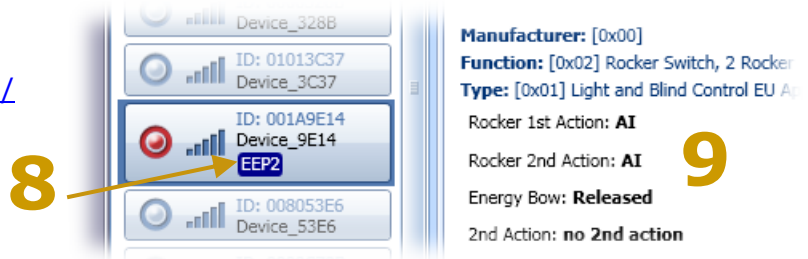 Device_328B
/
ID: 01013C37
Device_3C37
ID: 001A9E14
Device_9E14
EEP2
8
ID: 008053E6
Device_53E6
Manufacturer: [0x00]
Function: [0x02] Rocker Switch, 2 Rocker
Type: [0x01] Light and Blind Control EU
Rocker 1st Action: AI
Rocker 2nd Action: AI
9
Energy Bow: Released
2nd Action: no 2nd action